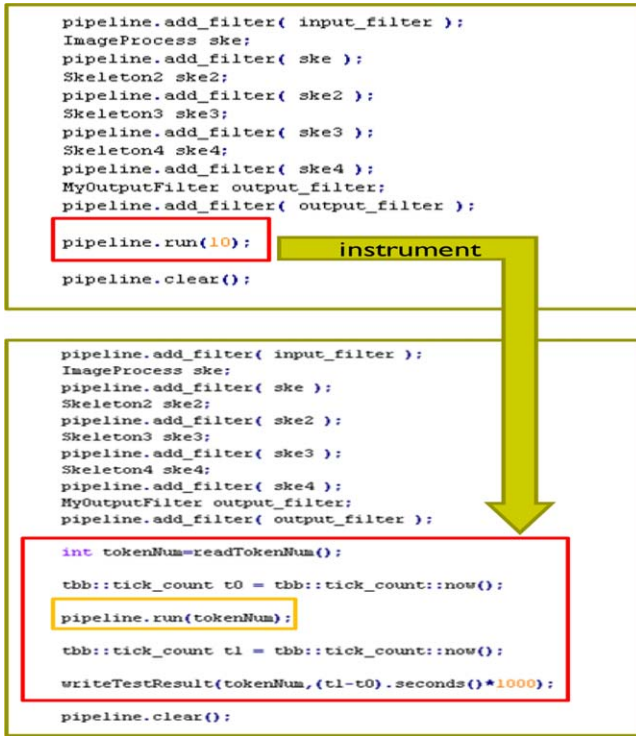 pipeline.add_filter( input_filter );
ImageProcess ske;
pipeline.add_filter( ske );
Skeleton2 ske2;
pipeline.add_filter( ske2 );
Skeleton3 ske3;
pipeline.add_filter( ske3 );
Skeleton4 ske4;
pipeline.add_filter( ske4 );
MyOutputFilter output_filter;
pipeline.add_filter( output_filter );
pipeline.run(10);
instrument
pipeline.clear();
pipeline.add_filter( input_filter );
ImageProcess ske;
pipeline.add_filter( ske );
Skeleton2 ske2;
pipeline.add_filter( ske2 );
Skeleton3 ske3;
pipeline.add_filter( ske3 );
Skeleton4 ske4;
pipeline.add_filter( ske4 );
MyOutputFilter output_filter;
pipeline.add_filter( output_filter );
int tokenNum=readTokenNum();
tbb::tick_count t0 = tbb::tick_count::now();
pipeline.run(tokenNum);
tbb::tick_count t1 = tbb::tick_count::now();
writeTestResult(tokenNum,(t1-t0).seconds()*1000);
pipeline.clear();